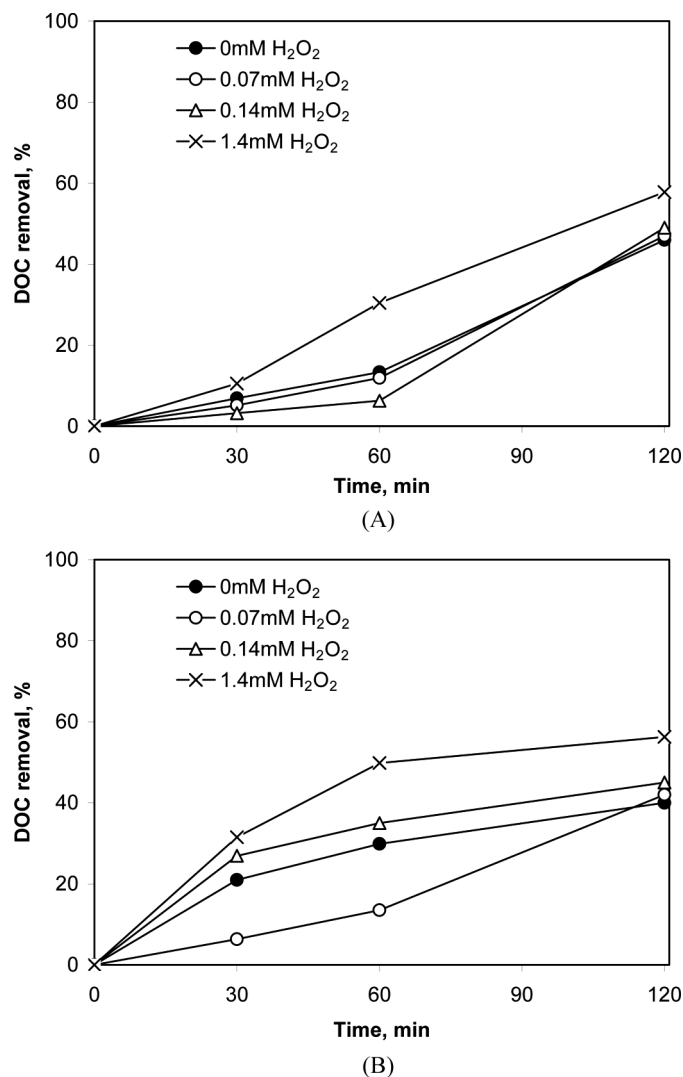 100
80
60
40
20
0
DOC removal, %
0mM H₂O₂
0.07mM H₂O₂
0.14mM H₂O₂
1.4mM H₂O₂
0 30 60 90 120
Time, min
(A)
100
80
60
40
20
0
DOC removal, %
0mM H₂O₂
0.07mM H₂O₂
0.14mM H₂O₂
1.4mM H₂O₂
0 30 60 90 120
Time, min
(B)